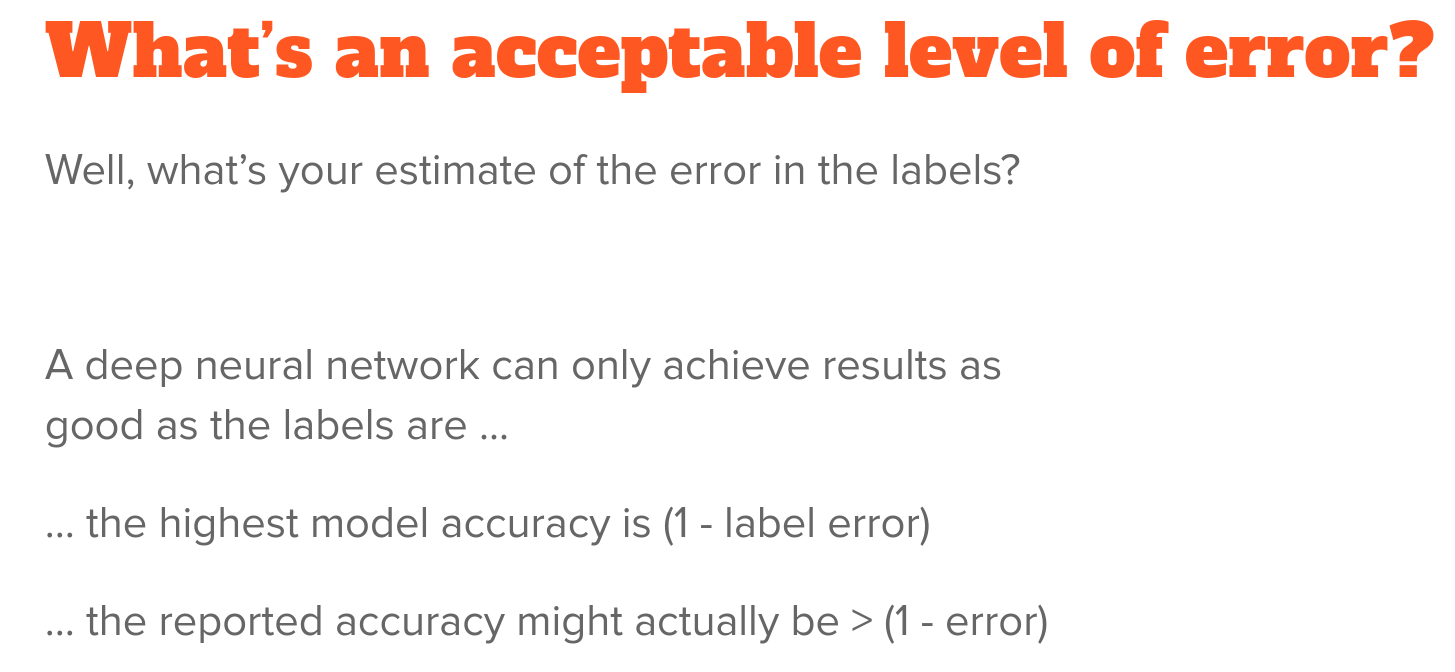 What’s an acceptable level of error?
Well, what’s your estimate of the error in the labels?
A deep neural network can only achieve results as
good as the labels are ...
... the highest model accuracy is (1 - label error)
... the reported accuracy might actually be > (1 - error)